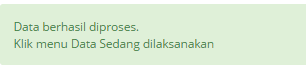 Data berhasil diproses.
Klik menu Data Sedang dilaksanakan